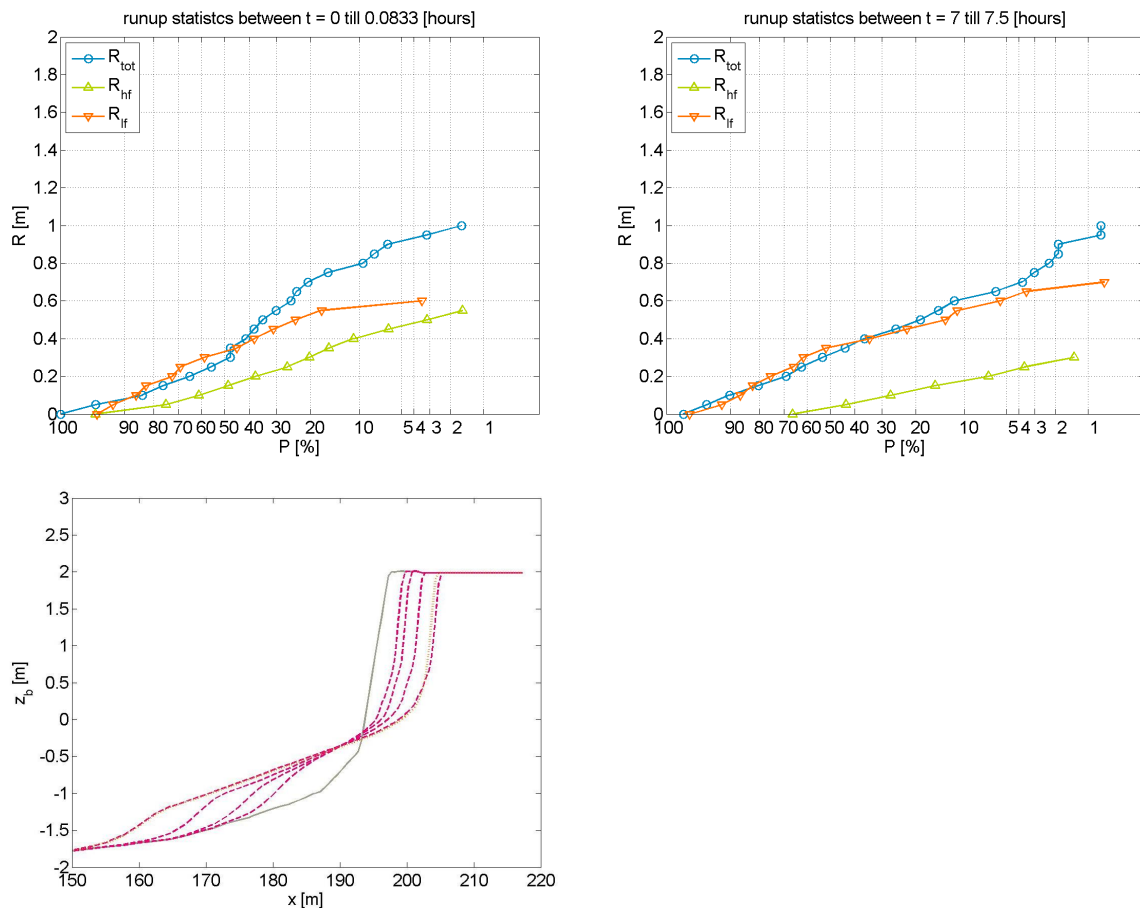 runup statistcs between t = 0 till 0.0833 [hours]
2
1.8
1.6
1.4
1.2
1
0.8
0.6
0.4
0.2
0
R [m]
R_tot
R_hf
R_lf
100 90 80 70 60 50 40 30 20 10 5 4 3 2 1
P [%]
runup statistcs between t = 7 till 7.5 [hours]
2
1.8
1.6
1.4
1.2
1
0.8
0.6
0.4
0.2
0
R [m]
R_tot
R_hf
R_lf
100 90 80 70 60 50 40 30 20 10 5 4 3 2 1
P [%]
3
2.5
2
1.5
1
0.5
0
-0.5
-1
-1.5
-2
z_b [m]
150 160 170 180 190 200 210 220
x [m]